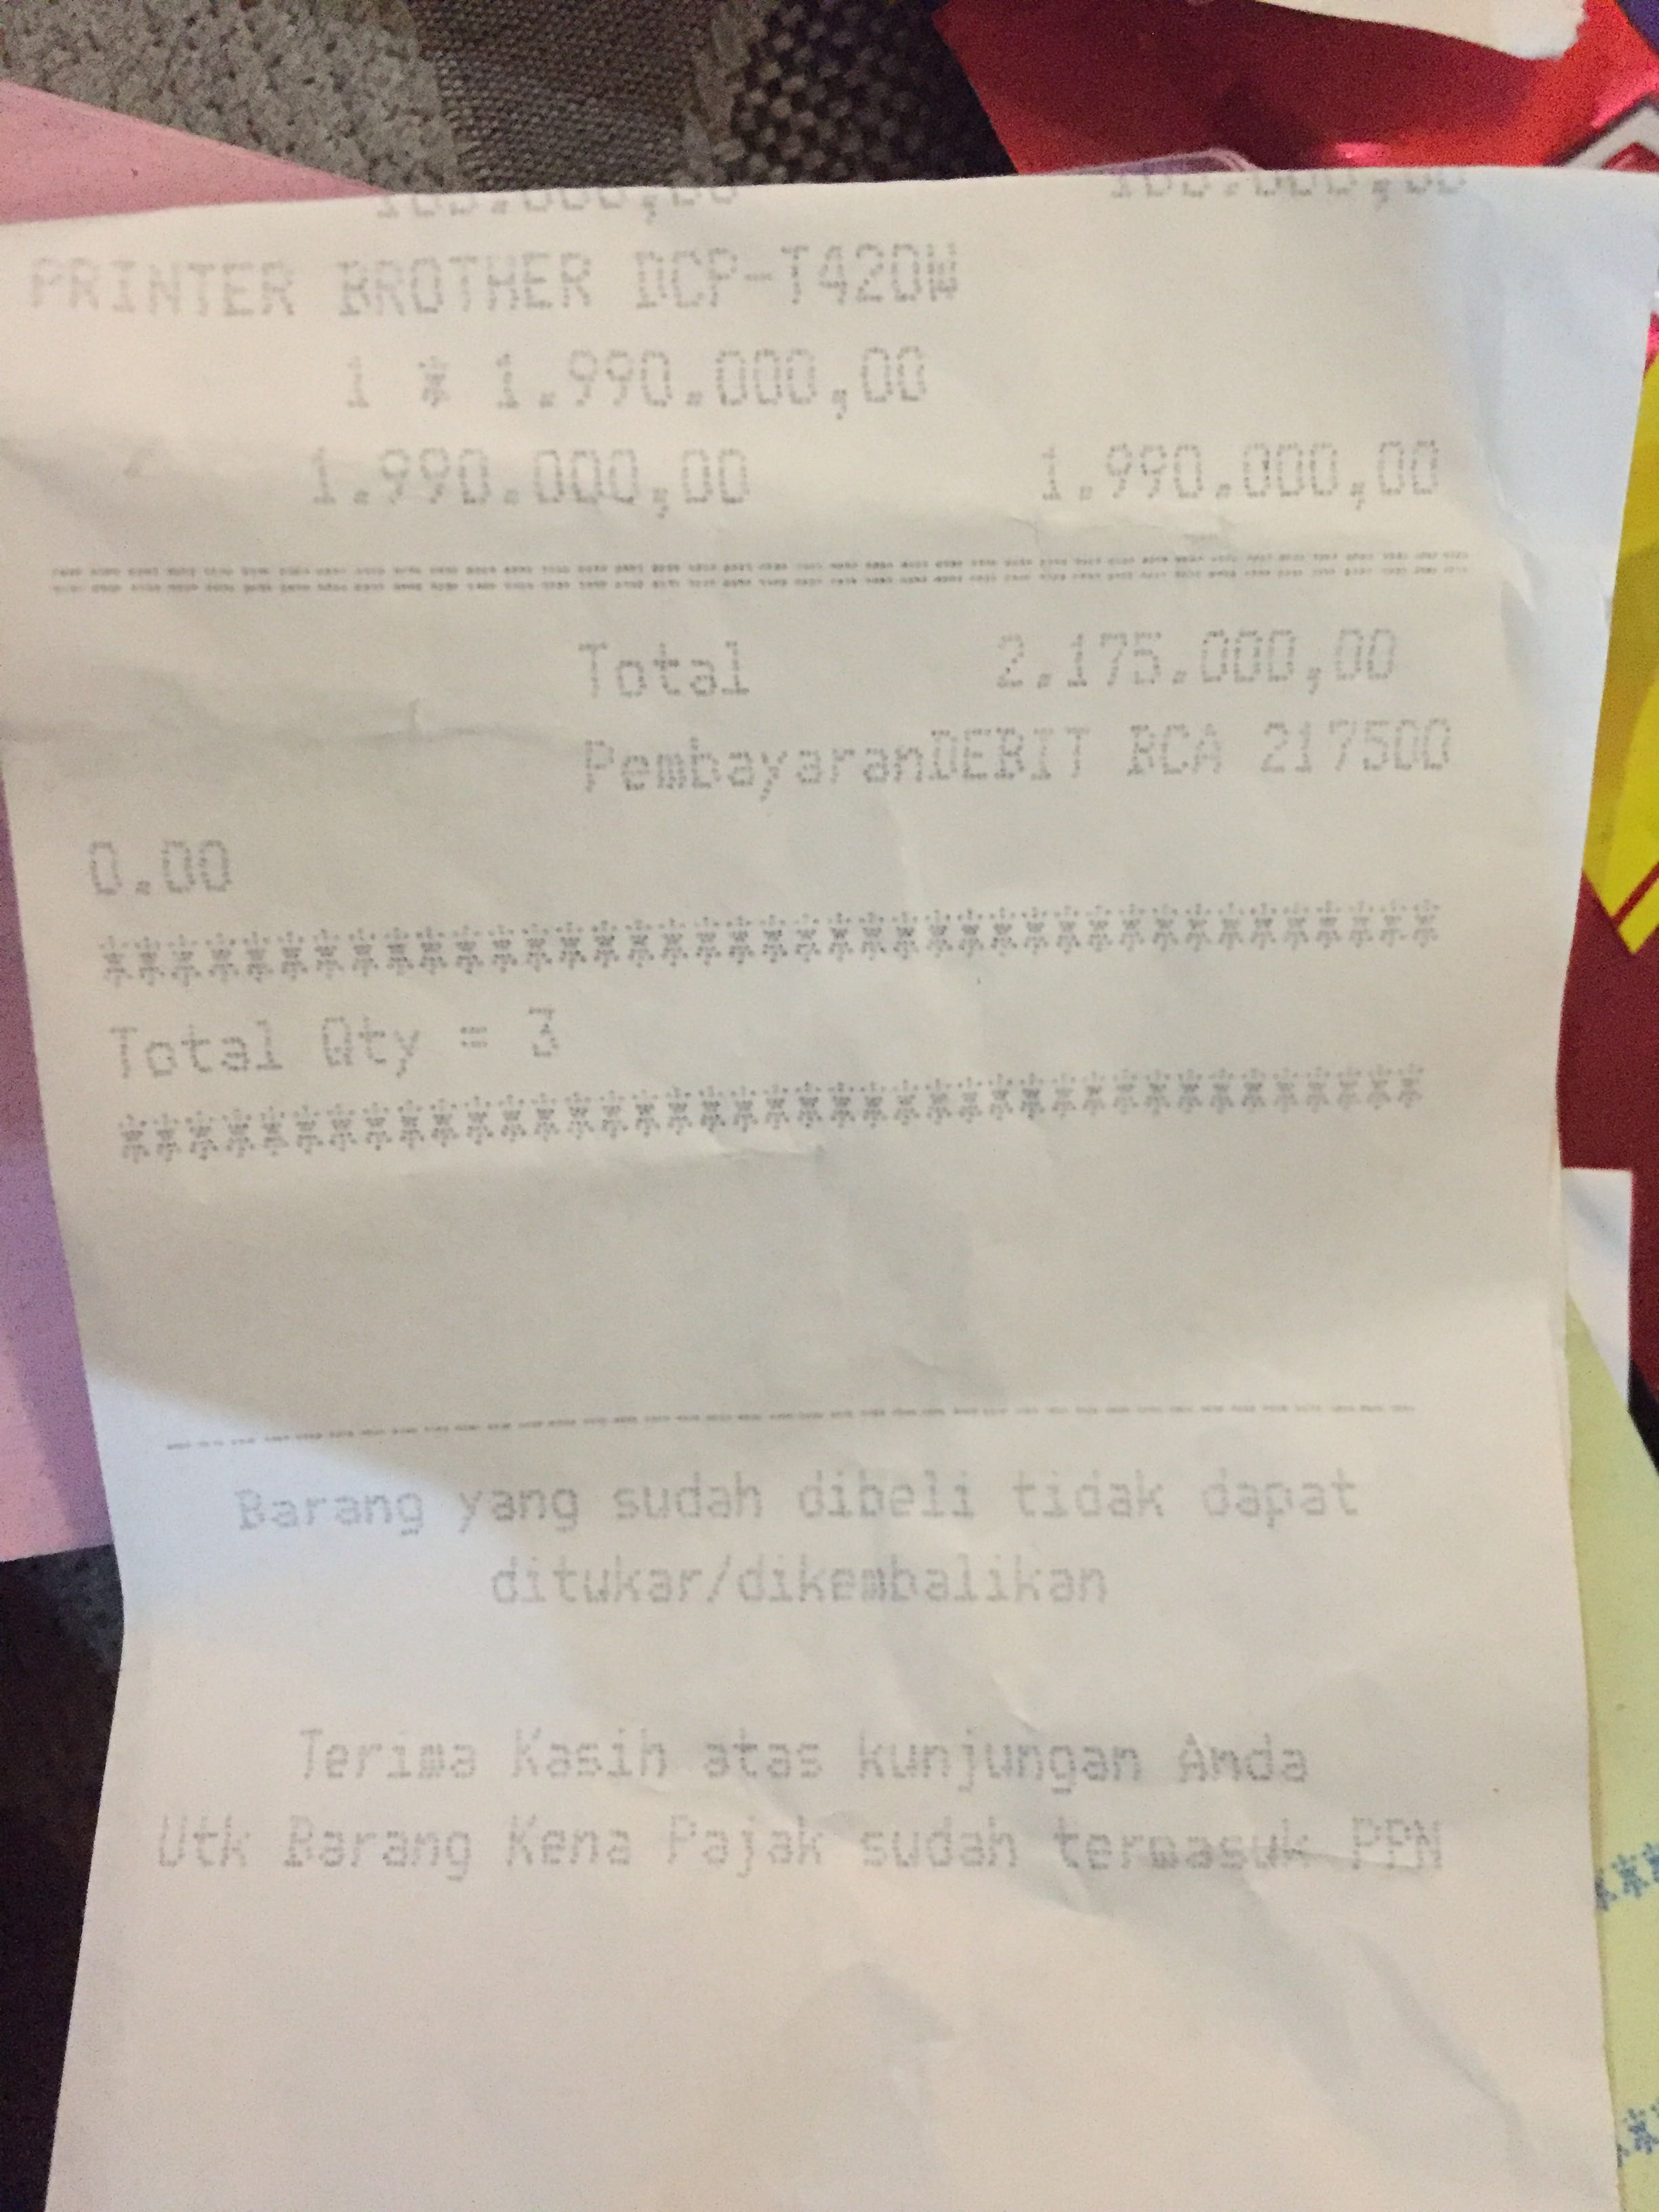 PRINTER BROTHER DCP-T420W
1 * 1.990.000,00
1.990.000,00 1.990.000,00
Total 2.175.000,00
PembayaranDEBIT BCA 217500
0.00
***************************************
Total Qty = 3
**************************************
Barang yang sudah dibeli tidak dapat
ditukar/dikembalikan
Terima Kasih atas kunjungan Anda
Utk Barang Kena Pajak sudah termasuk PPN